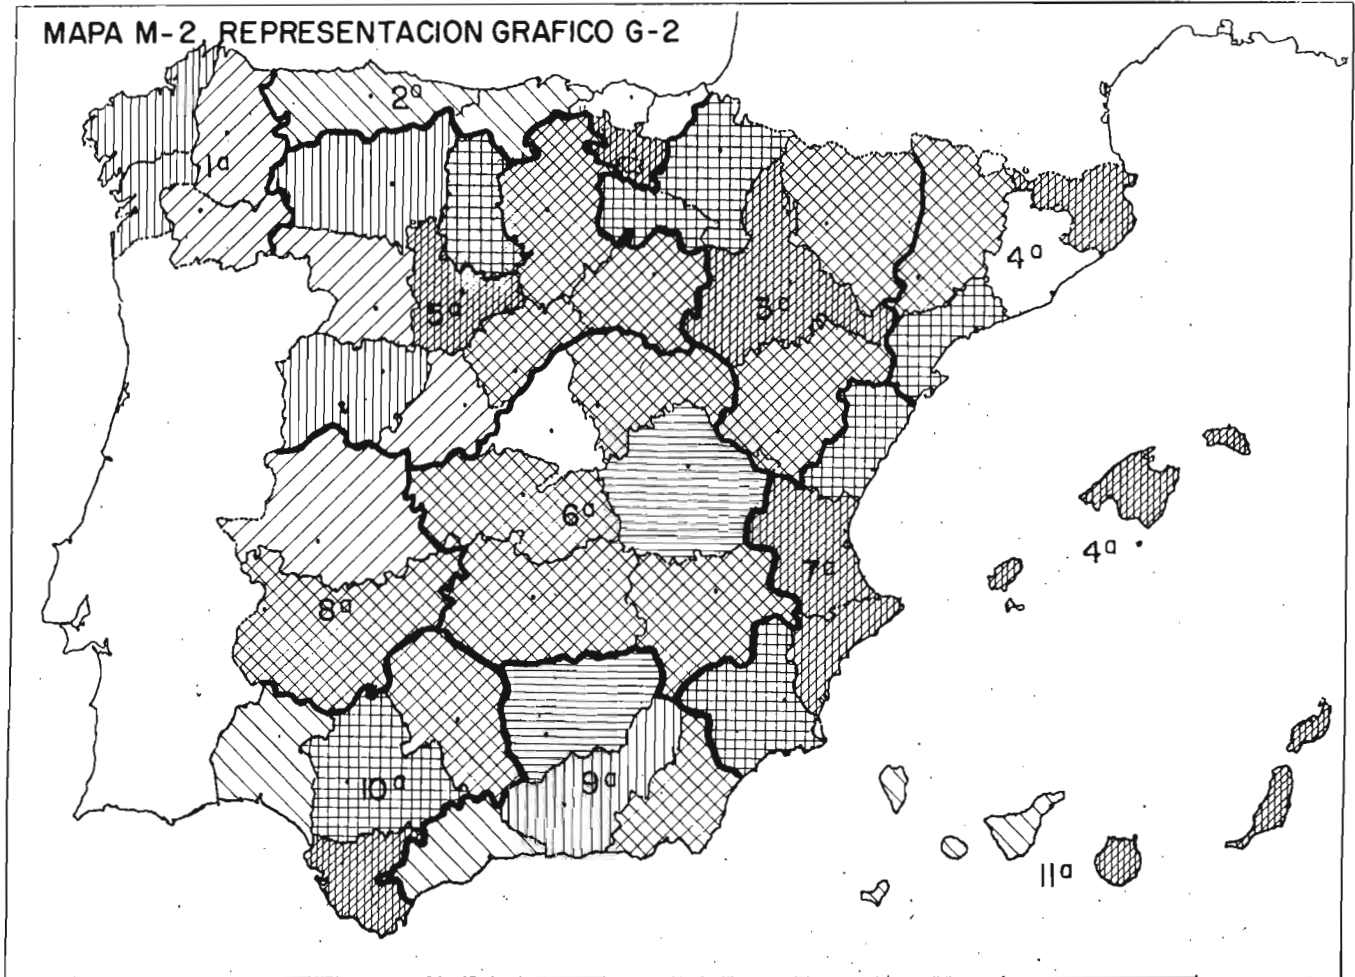 MAPA M-2. REPRESENTACION GRAFICO G-2
2ª
1ª
4ª
5ª
3ª
6ª
4ª
7ª
8ª
10ª
9ª
11ª